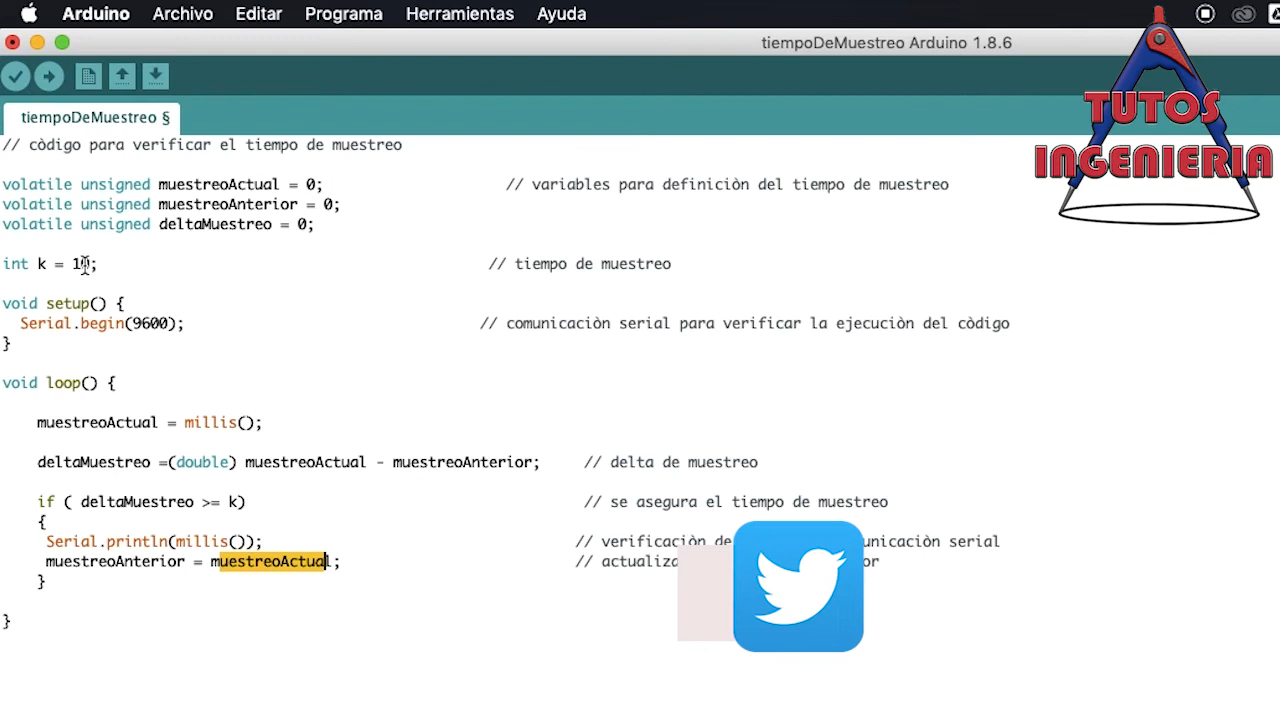 Arduino Archivo Editar Programa Herramientas Ayuda
tiempoDeMuestreo Arduino 1.8.6
TUTOS
INGENIERIA
tiempoDeMuestreo §
// còdigo para verificar el tiempo de muestreo
volatile unsigned muestreoActual = 0; // variables para definiciòn del tiempo de muestreo
volatile unsigned muestreoAnterior = 0;
volatile unsigned deltaMuestreo = 0;
int k = 10; // tiempo de muestreo
void setup() {
Serial.begin(9600); // comunicaciòn serial para verificar la ejecuciòn del còdigo
}
void loop() {
muestreoActual = millis();
deltaMuestreo =(double) muestreoActual - muestreoAnterior; // delta de muestreo
if ( deltaMuestreo >= k) // se asegura el tiempo de muestreo
{
Serial.println(millis()); // verificaciòn serial
muestreoAnterior = muestreoActual; //
}
}